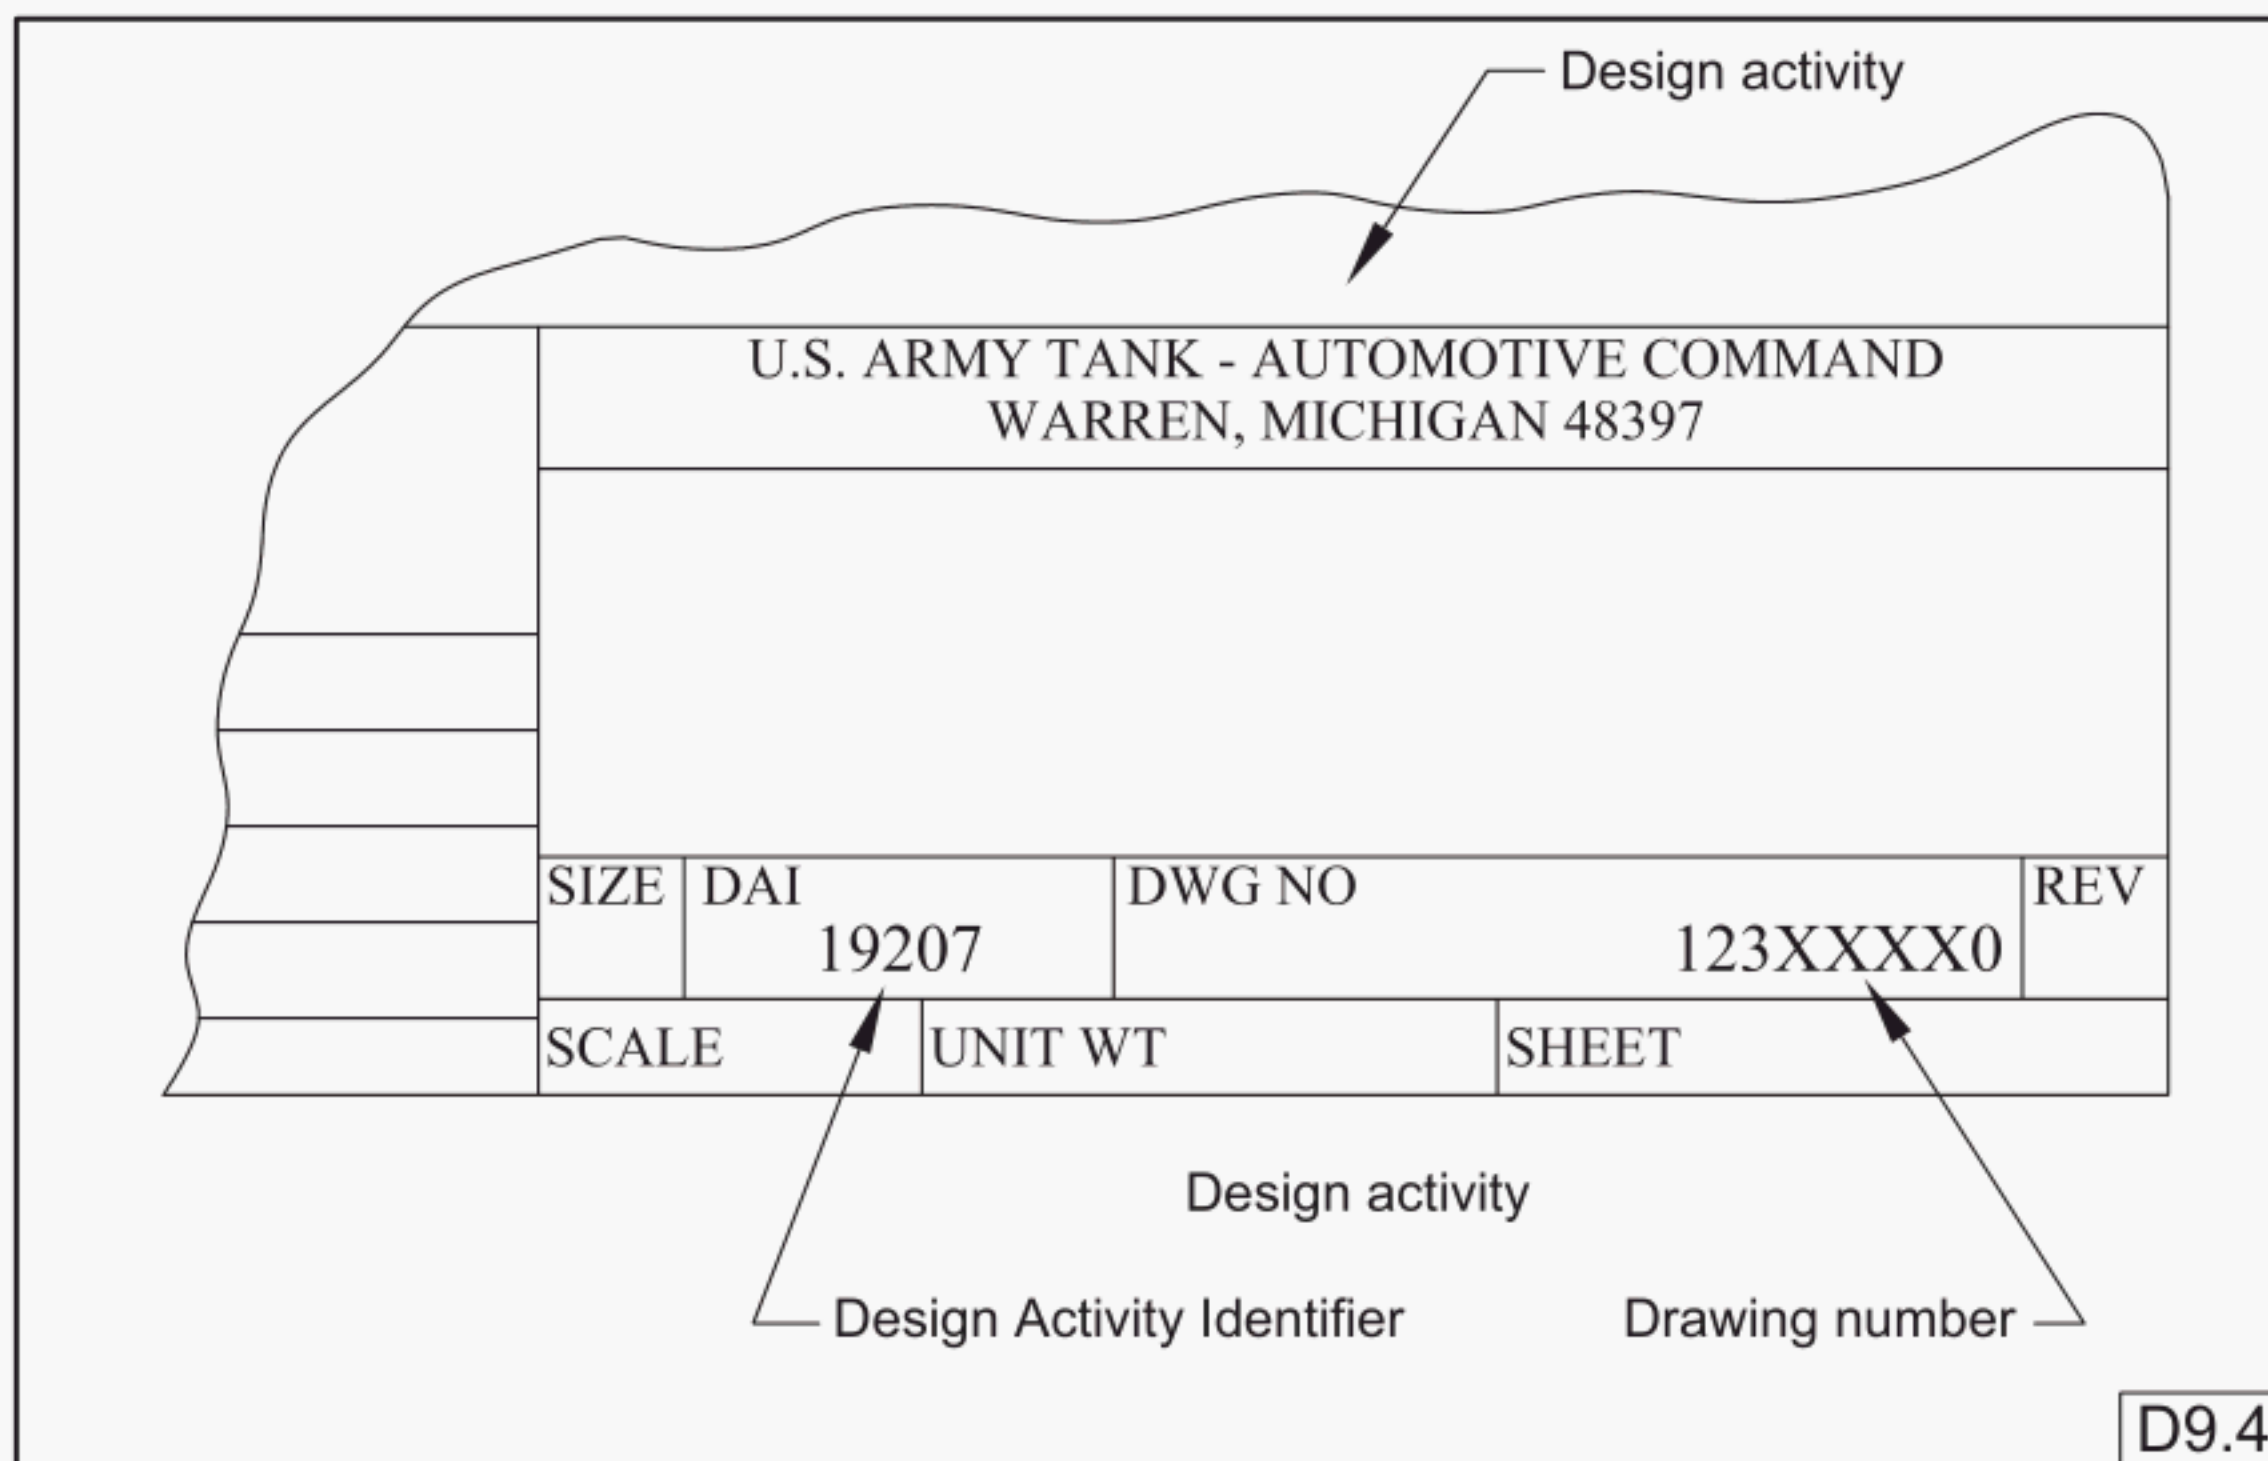 Design activity
U.S. ARMY TANK - AUTOMOTIVE COMMAND
WARREN, MICHIGAN 48397
SIZE DAI DWG NO REV
19207 123XXXX0
SCALE UNIT WT SHEET
Design activity
Design Activity Identifier Drawing number
D9.4